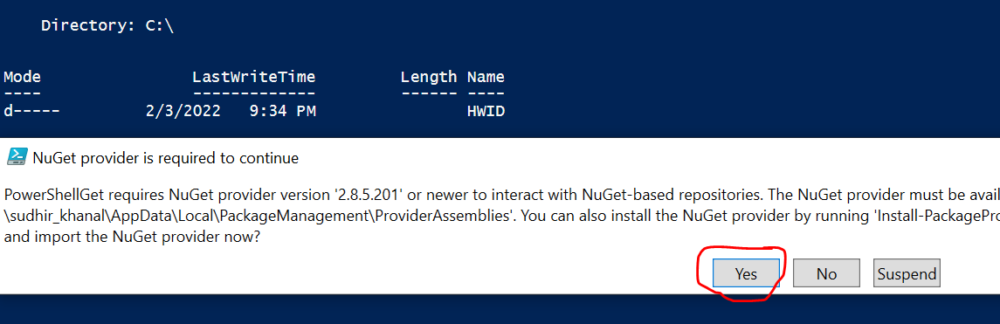 Directory: C:\
Mode LastWriteTime Length Name
---- ------------- ------ ----
d----- 2/3/2022 9:34 PM HWID
NuGet provider is required to continue
PowerShellGet requires NuGet provider version '2.8.5.201' or newer to interact with NuGet-based repositories. The NuGet provider must be avail
\sudhir_khanal\AppData\Local\PackageManagement\ProviderAssemblies'. You can also install the NuGet provider by running 'Install-PackagePro
and import the NuGet provider now?
Yes No Suspend